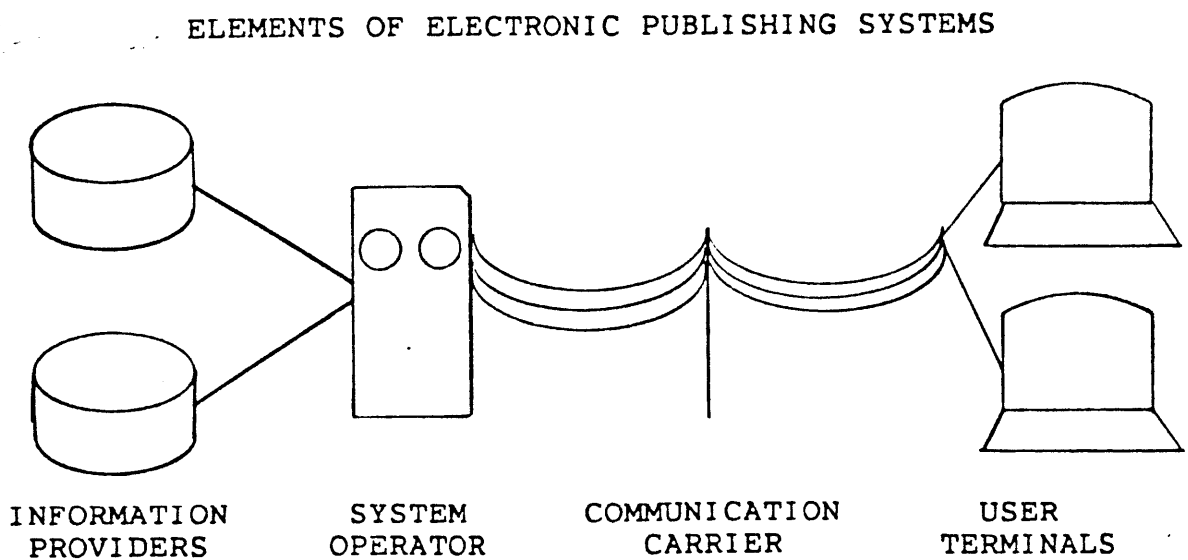 ELEMENTS OF ELECTRONIC PUBLISHING SYSTEMS
INFORMATION
PROVIDERS
SYSTEM
OPERATOR
COMMUNICATION
CARRIER
USER
TERMINALS